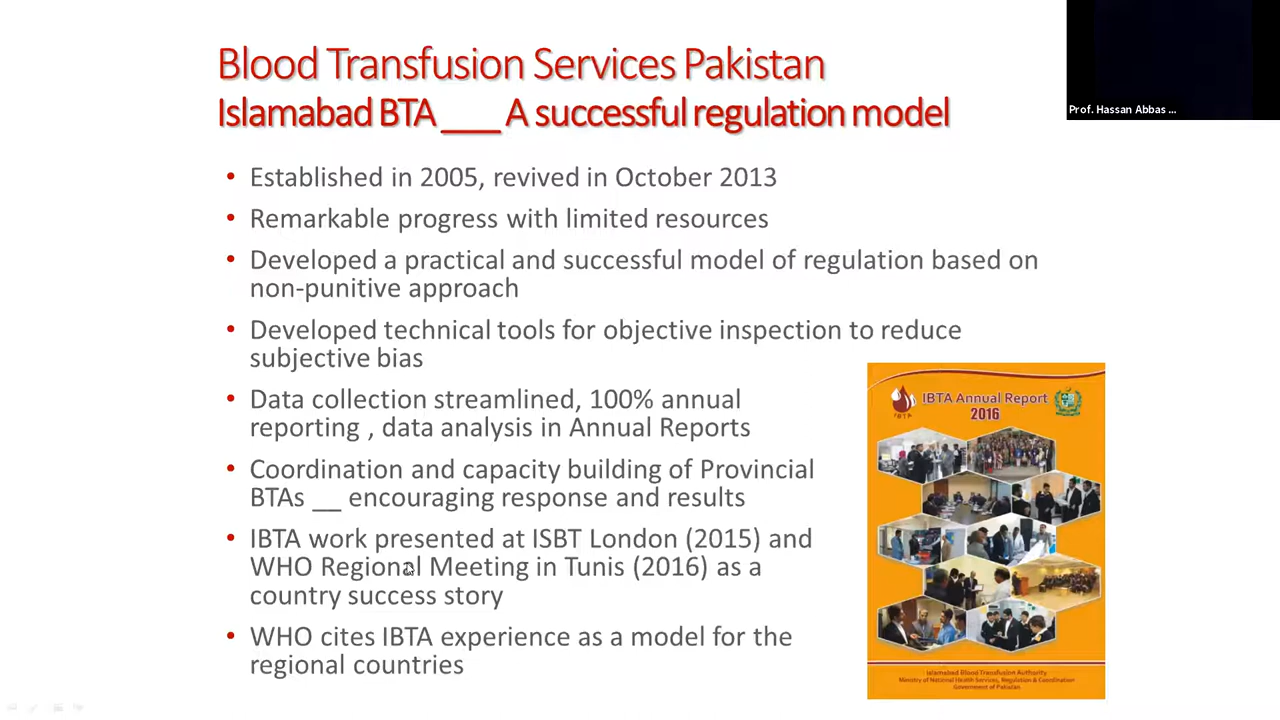 Blood Transfusion Services Pakistan
Islamabad BTA ___ A successful regulation model
Prof. Hassan Abbas ...
• Established in 2005, revived in October 2013
• Remarkable progress with limited resources
• Developed a practical and successful model of regulation based on
non-punitive approach
• Developed technical tools for objective inspection to reduce
subjective bias
• Data collection streamlined, 100% annual
reporting , data analysis in Annual Reports
• Coordination and capacity building of Provincial
BTAs __ encouraging response and results
• IBTA work presented at ISBT London (2015) and
WHO Regional Meeting in Tunis (2016) as a
country success story
• WHO cites IBTA experience as a model for the
regional countries
IBTA
IBTA Annual Report
2016
Islamabad Blood Transfusion Authority
Ministry of National Health Services, Regulation & Coordination
Government of Pakistan